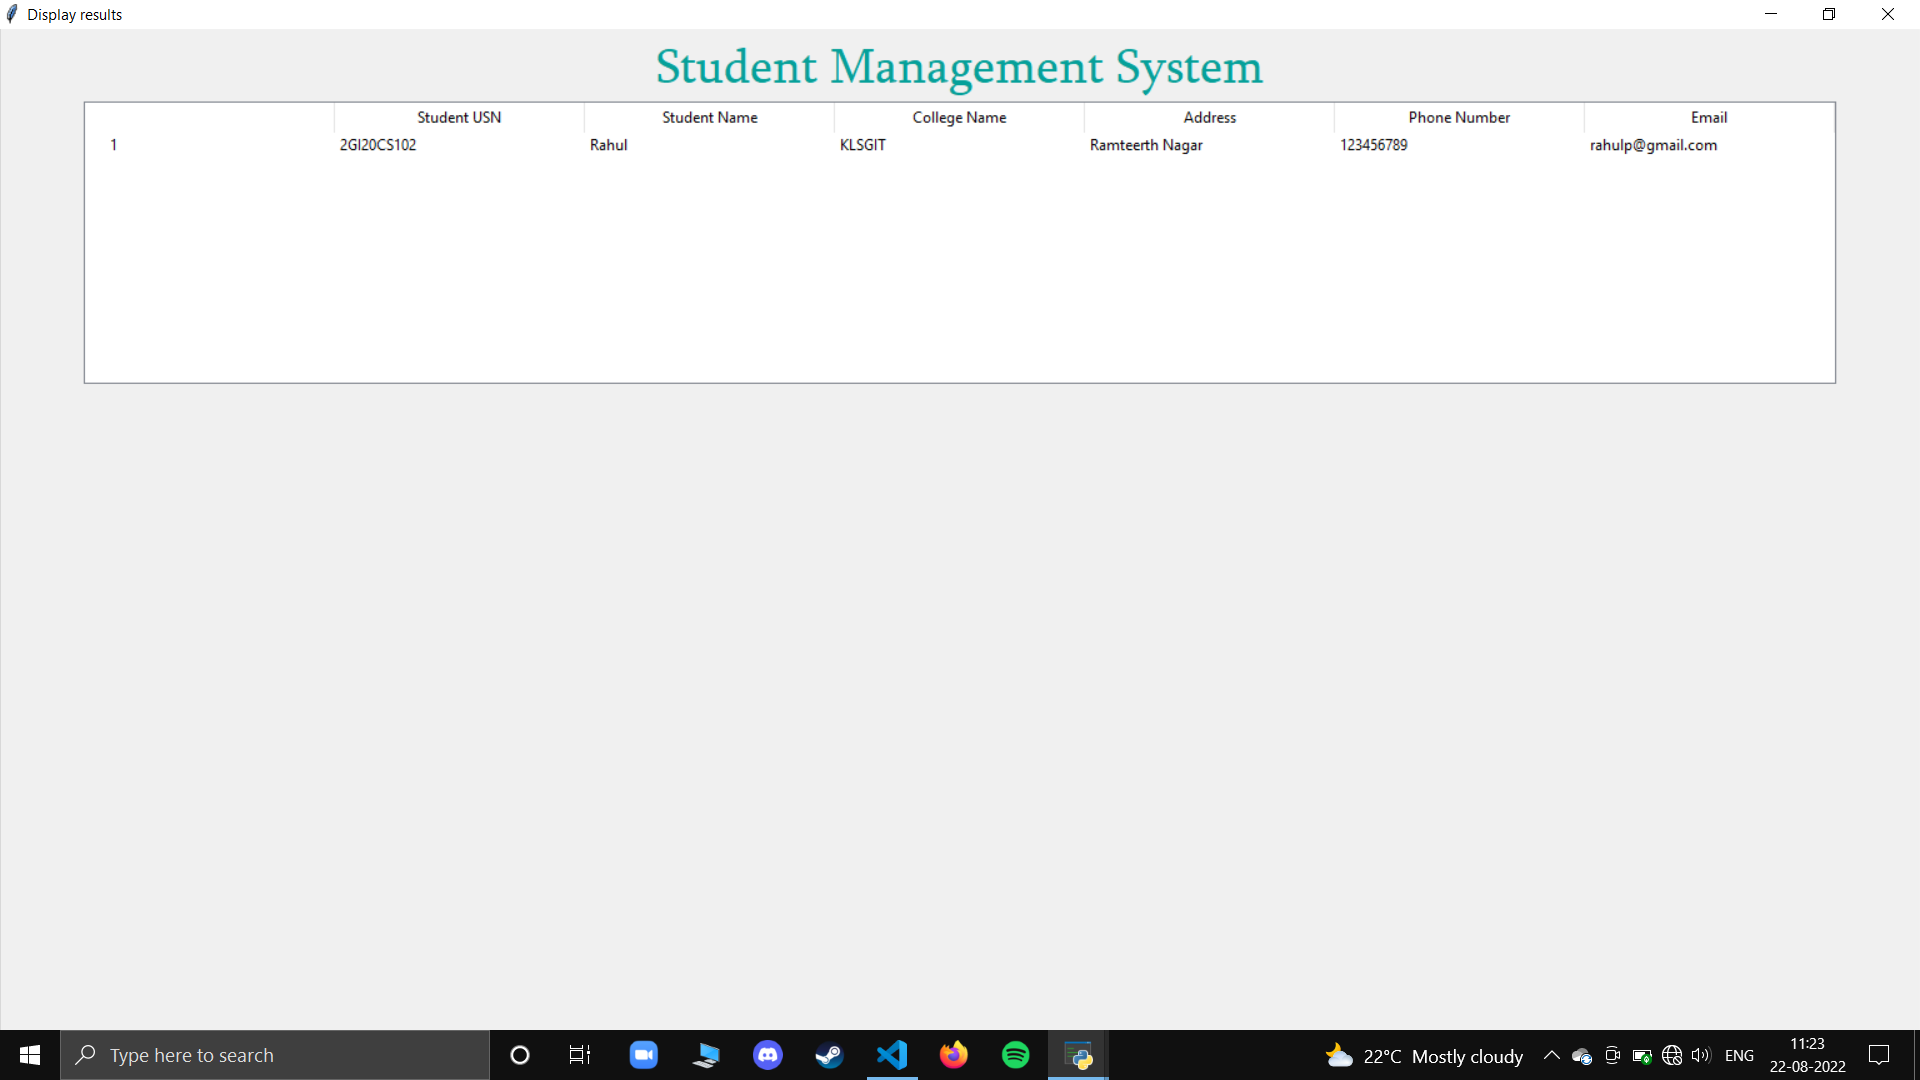 Display results
Student Management System
Student USN Student Name College Name Address Phone Number Email
1 2GI20CS102 Rahul KLSGIT Ramteerth Nagar 123456789 rahulp@gmail.com
Type here to search
22°C Mostly cloudy
ENG
11:23
22-08-2022